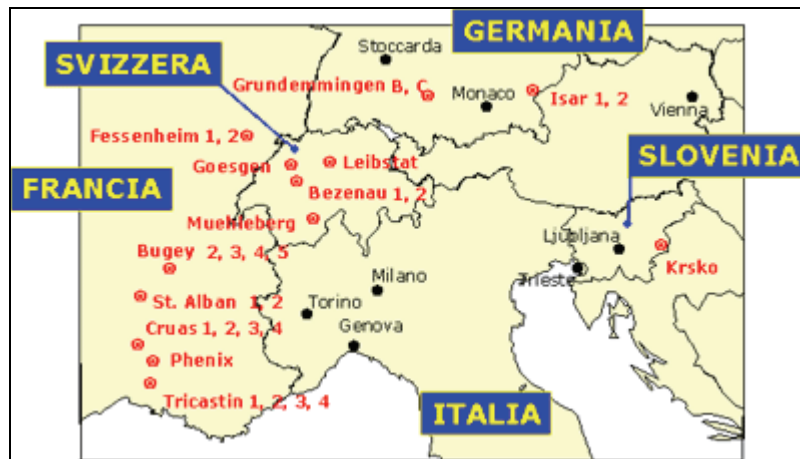 GERMANIA
Stoccarda
SVIZZERA
Grundemmingen B, C
Isar 1, 2
Monaco
Vienna
Fessenheim 1, 2
SLOVENIA
Goesgen
Leibstat
FRANCIA
Bezenau 1, 2
Muehleberg
Ljubljana
Bugey 2, 3, 4, 5
Krsko
Trieste
Milano
St. Alban 1, 2
Torino
Cruas 1, 2, 3, 4
Genova
Phenix
Tricastin 1, 2, 3, 4
ITALIA